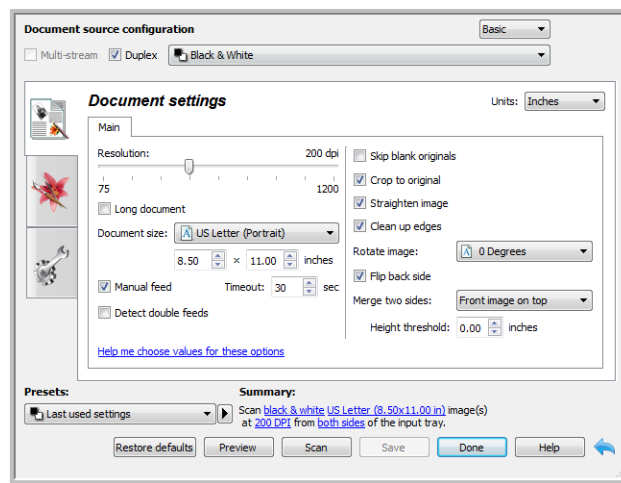 Document source configuration
Basic
Multi-stream
Duplex
Black & White
Document settings
Units: Inches
Main
Resolution: 200 dpi
75 1200
Long document
Document size: US Letter (Portrait)
8.50 × 11.00 inches
Manual feed Timeout: 30 sec
Detect double feeds
Skip blank originals
Crop to original
Straighten image
Clean up edges
Rotate image: 0 Degrees
Flip back side
Merge two sides: Front image on top
Height threshold: 0.00 inches
Help me choose values for these options
Presets:
Last used settings
Summary:
Scan black & white US Letter (8.50x11.00 in) image(s)
at 200 DPI from both sides of the input tray.
Restore defaults Preview Scan Save Done Help